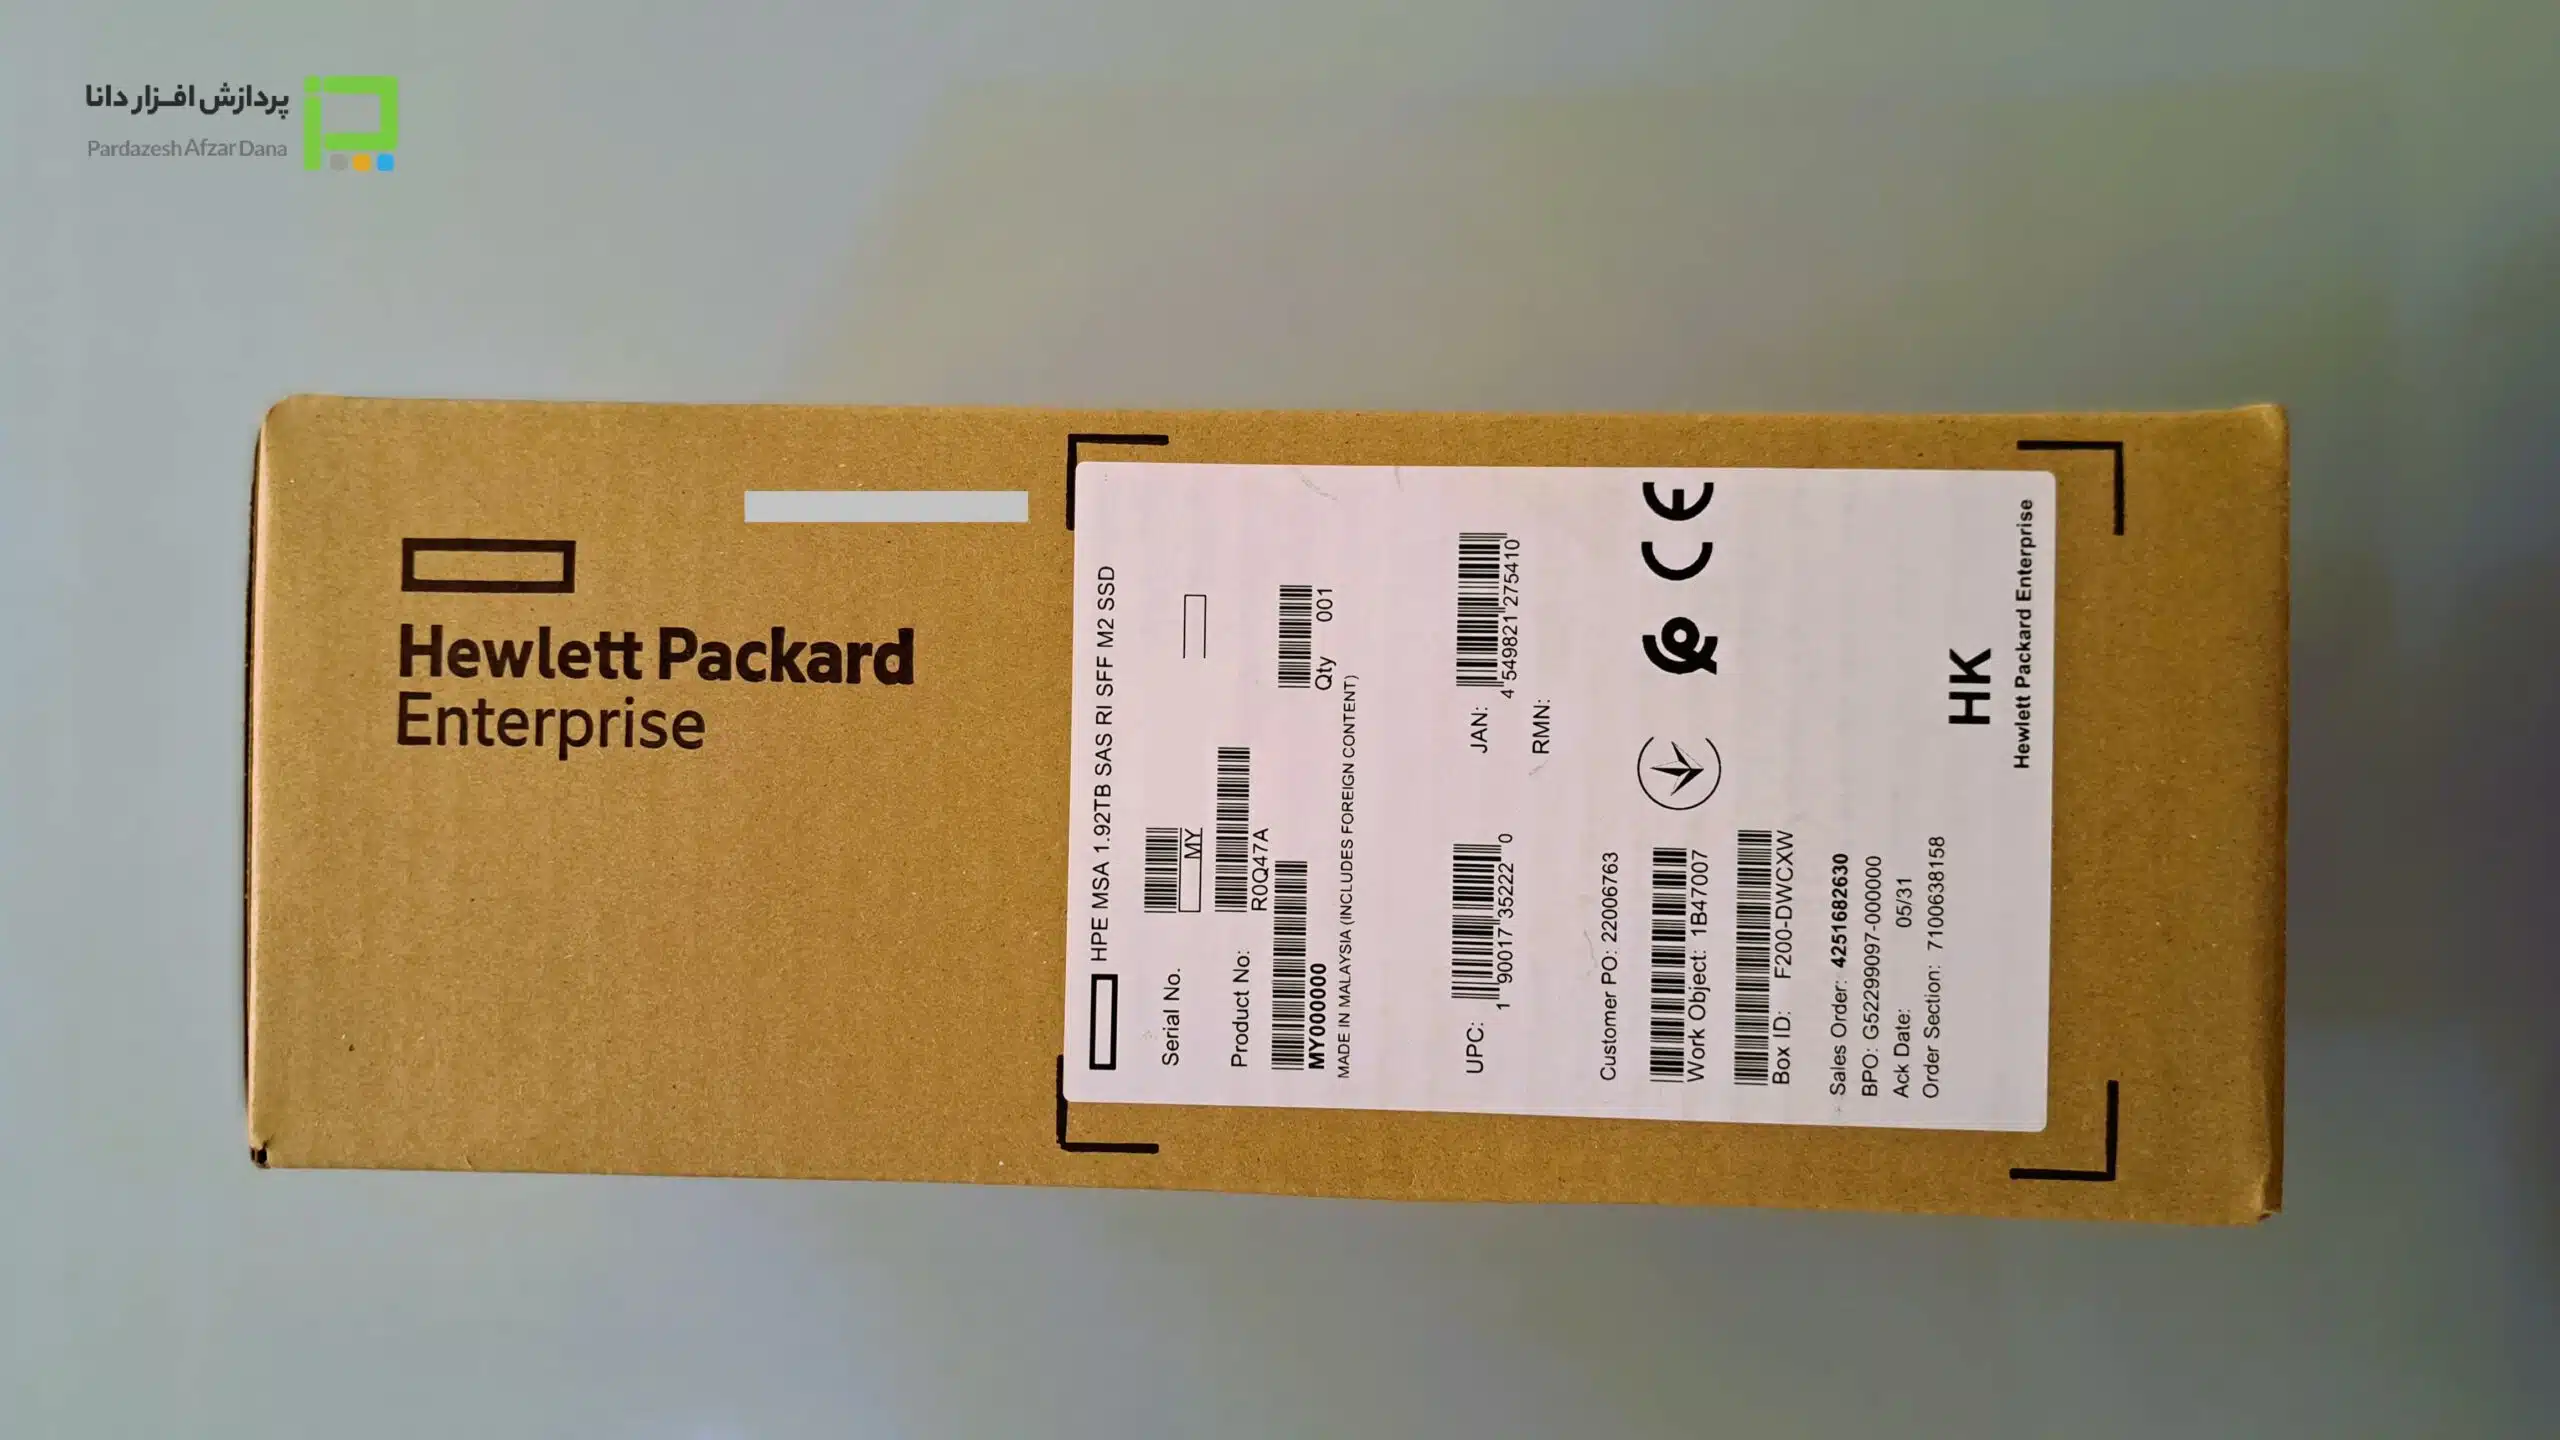 پردازش افزار دانا
Pardazesh Afzar Dana
Hewlett Packard
Enterprise
HPE MSA 1.92TB SAS RI SFF M2 SSD
Serial No.
MY
Product No:
R0Q47A
MY000000
Qty 001
MADE IN MALAYSIA (INCLUDES FOREIGN CONTENT)
UPC:
1 90017 35222 0
JAN:
4 549821 275410
RMN:
Customer PO: 22006763
Work Object: 1B47007
Box ID: F200-DWCXW
Sales Order: 4251682630
BPO: G52299097-000000
Ack Date: 05/31
Order Section: 7100638158
HK
Hewlett Packard Enterprise